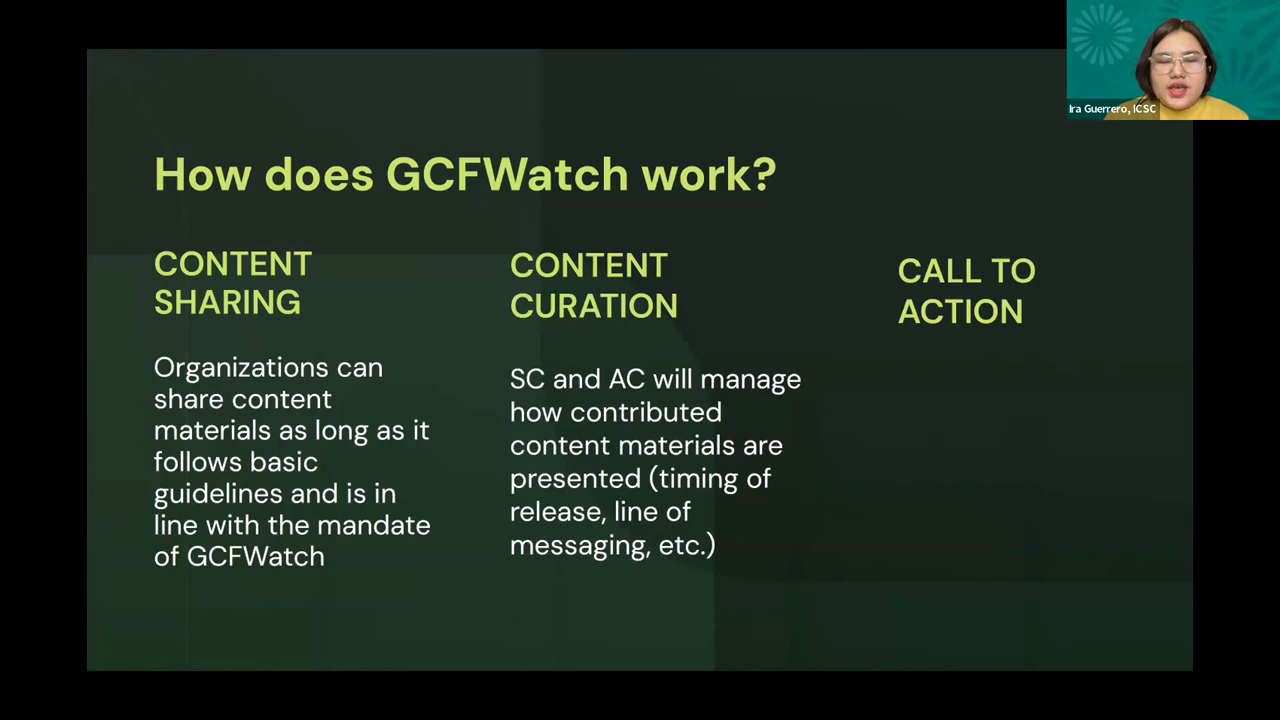 Ira Guerrero, ICSC
How does GCFWatch work?
CONTENT
SHARING
Organizations can
share content
materials as long as it
follows basic
guidelines and is in
line with the mandate
of GCFWatch
CONTENT
CURATION
SC and AC will manage
how contributed
content materials are
presented (timing of
release, line of
messaging, etc.)
CALL TO
ACTION